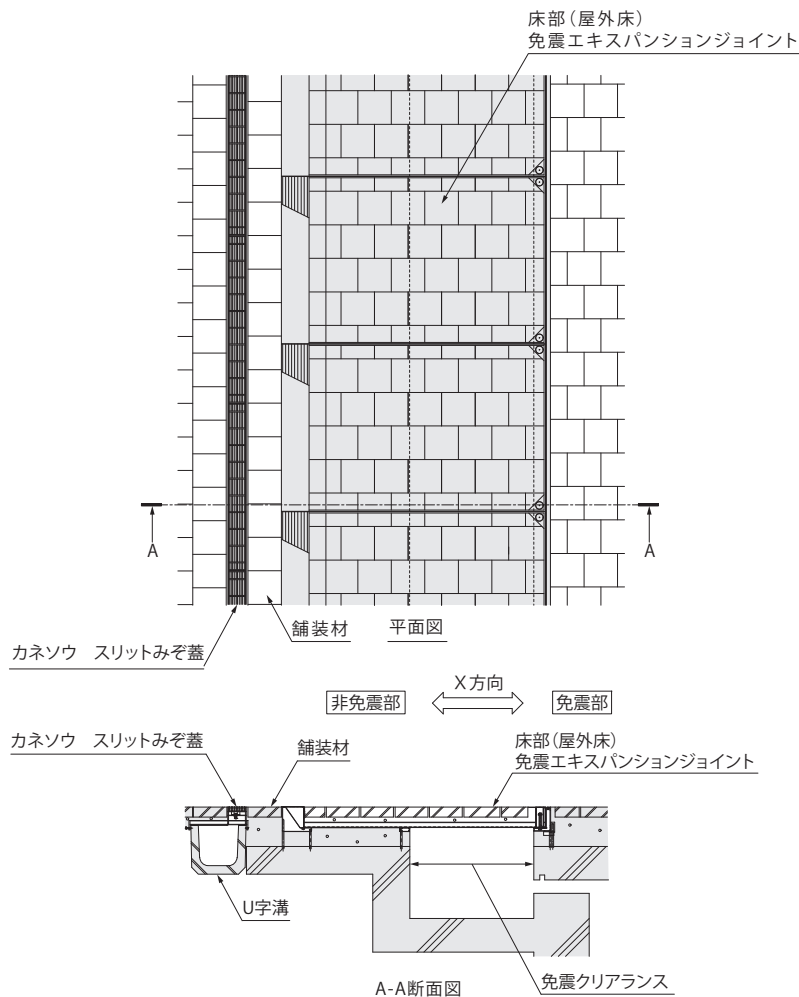 床部（屋外床）
免震エキスパンションジョイント
A
A
舗装材
平面図
カネソウ　スリットみぞ蓋
X方向
非免震部
免震部
カネソウ　スリットみぞ蓋
舗装材
床部（屋外床）
免震エキスパンションジョイント
U字溝
免震クリアランス
A-A断面図